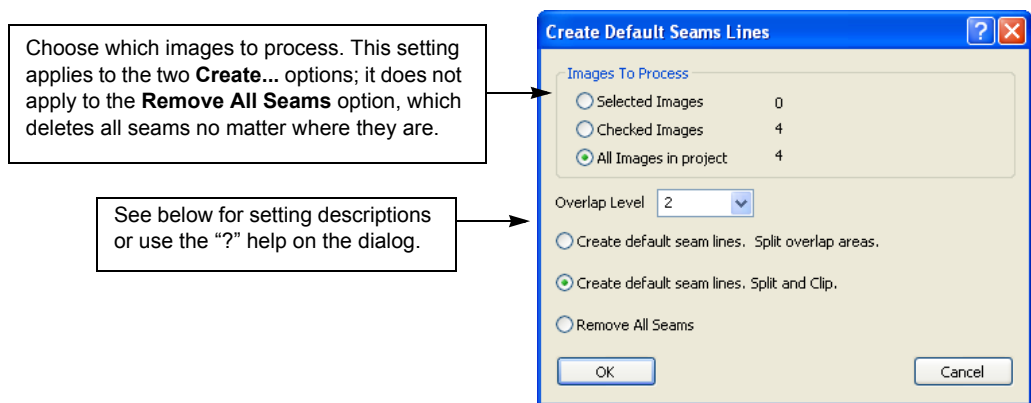 Choose which images to process. This setting
applies to the two Create... options; it does not
apply to the Remove All Seams option, which
deletes all seams no matter where they are.
See below for setting descriptions
or use the “?” help on the dialog.
Create Default Seams Lines
?
Images To Process
Selected Images 0
Checked Images 4
All Images in project 4
Overlap Level 2
Create default seam lines. Split overlap areas.
Create default seam lines. Split and Clip.
Remove All Seams
OK Cancel